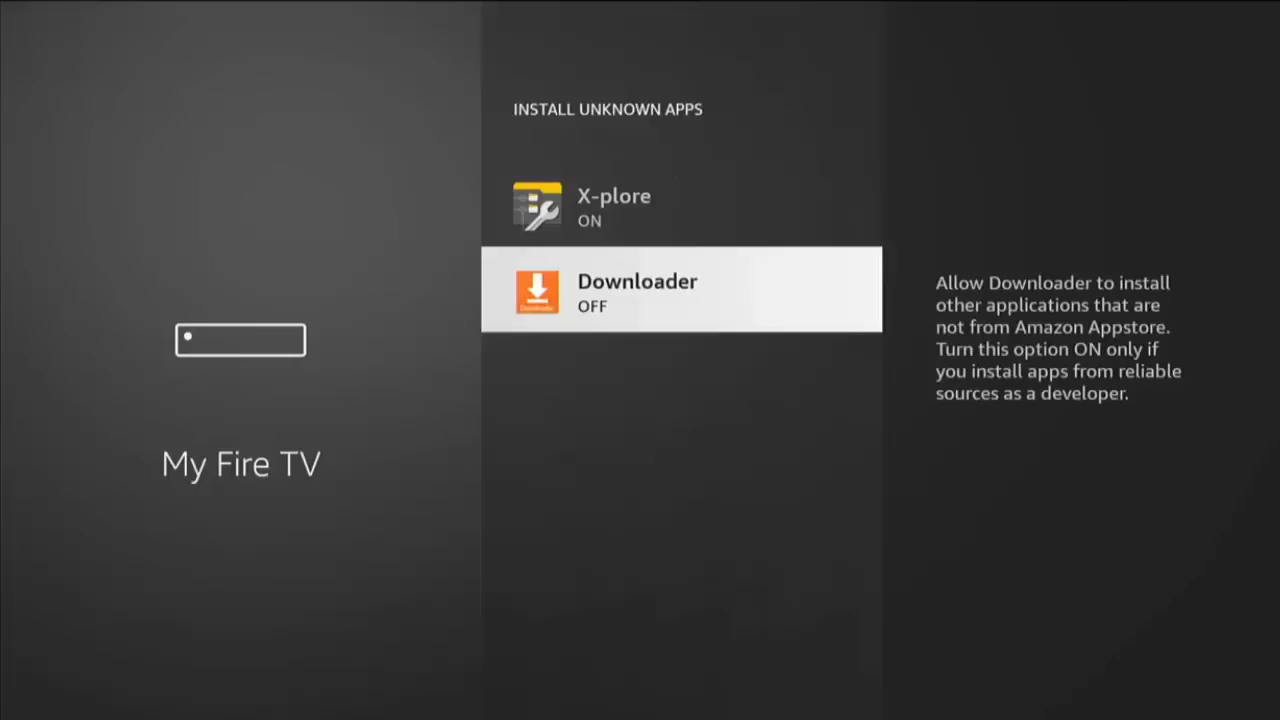 INSTALL UNKNOWN APPS
X-plore
ON
Downloader
OFF
Downloader
My Fire TV
Allow Downloader to install
other applications that are
not from Amazon Appstore.
Turn this option ON only if
you install apps from reliable
sources as a developer.